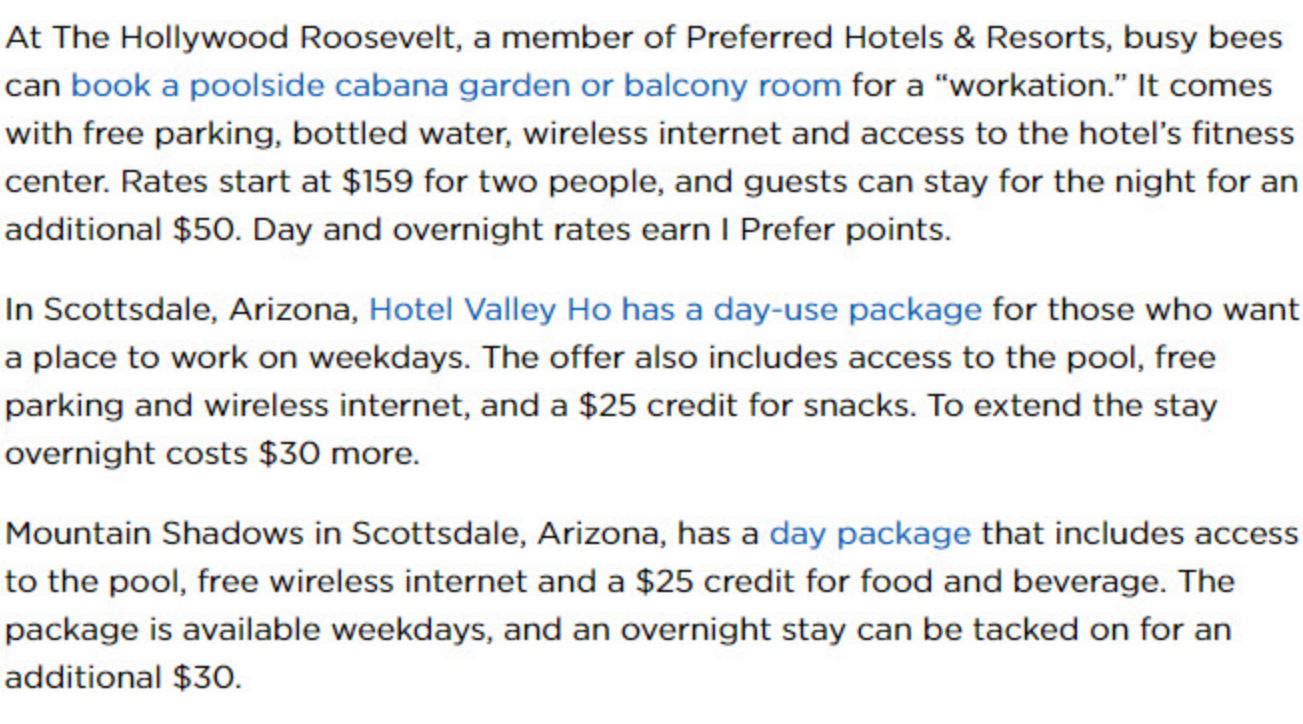 At The Hollywood Roosevelt, a member of Preferred Hotels & Resorts, busy bees
can book a poolside cabana garden or balcony room for a “workation.” It comes
with free parking, bottled water, wireless internet and access to the hotel’s fitness
center. Rates start at $159 for two people, and guests can stay for the night for an
additional $50. Day and overnight rates earn I Prefer points.
In Scottsdale, Arizona, Hotel Valley Ho has a day-use package for those who want
a place to work on weekdays. The offer also includes access to the pool, free
parking and wireless internet, and a $25 credit for snacks. To extend the stay
overnight costs $30 more.
Mountain Shadows in Scottsdale, Arizona, has a day package that includes access
to the pool, free wireless internet and a $25 credit for food and beverage. The
package is available weekdays, and an overnight stay can be tacked on for an
additional $30.